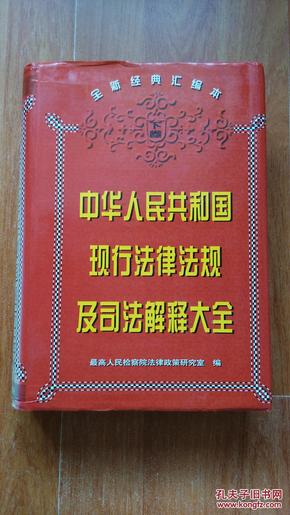 全新经典汇编本
下卷
中华人民共和国
现行法律法规
及司法解释大全
最高人民检察院法律政策研究室 编
孔夫子旧书网